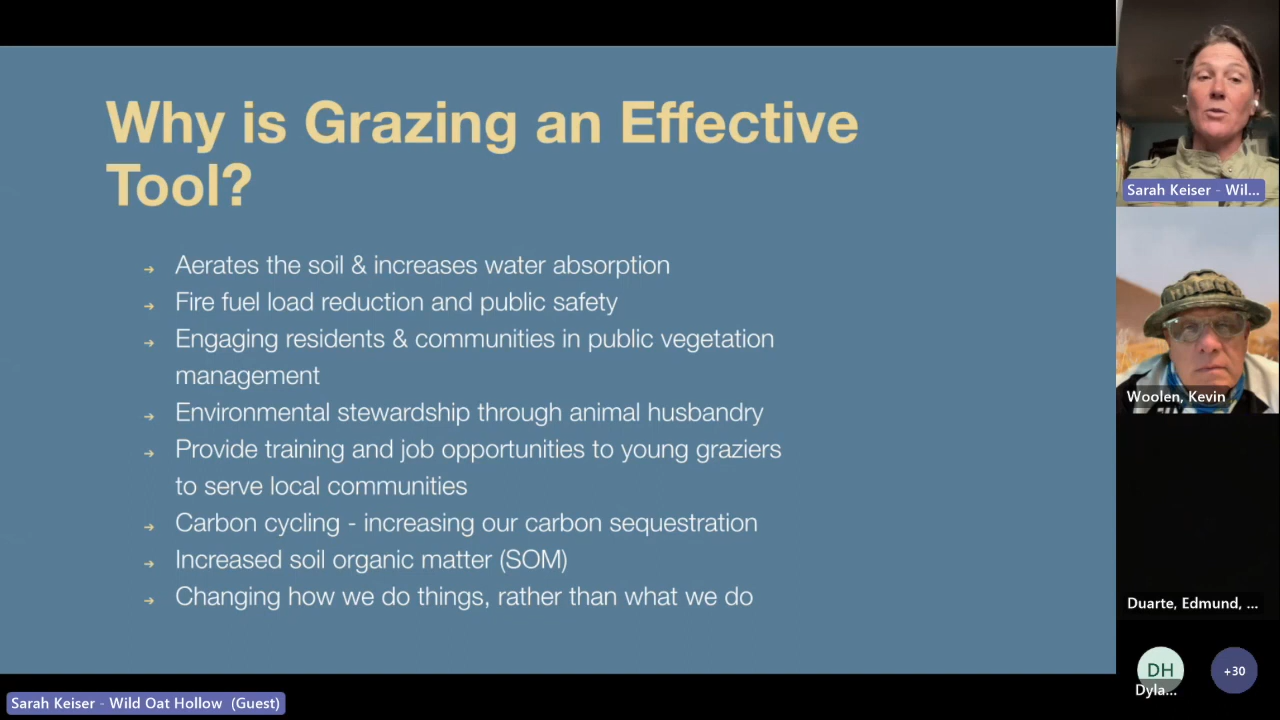 Why is Grazing an Effective
Tool?
➔ Aerates the soil & increases water absorption
➔ Fire fuel load reduction and public safety
➔ Engaging residents & communities in public vegetation
management
➔ Environmental stewardship through animal husbandry
➔ Provide training and job opportunities to young graziers
to serve local communities
➔ Carbon cycling - increasing our carbon sequestration
➔ Increased soil organic matter (SOM)
➔ Changing how we do things, rather than what we do
Sarah Keiser - Wild Oat Hollow (Guest)
Sarah Keiser - Wil...
Woolen, Kevin
Duarte, Edmund, ...
DH
Dyla...
+30